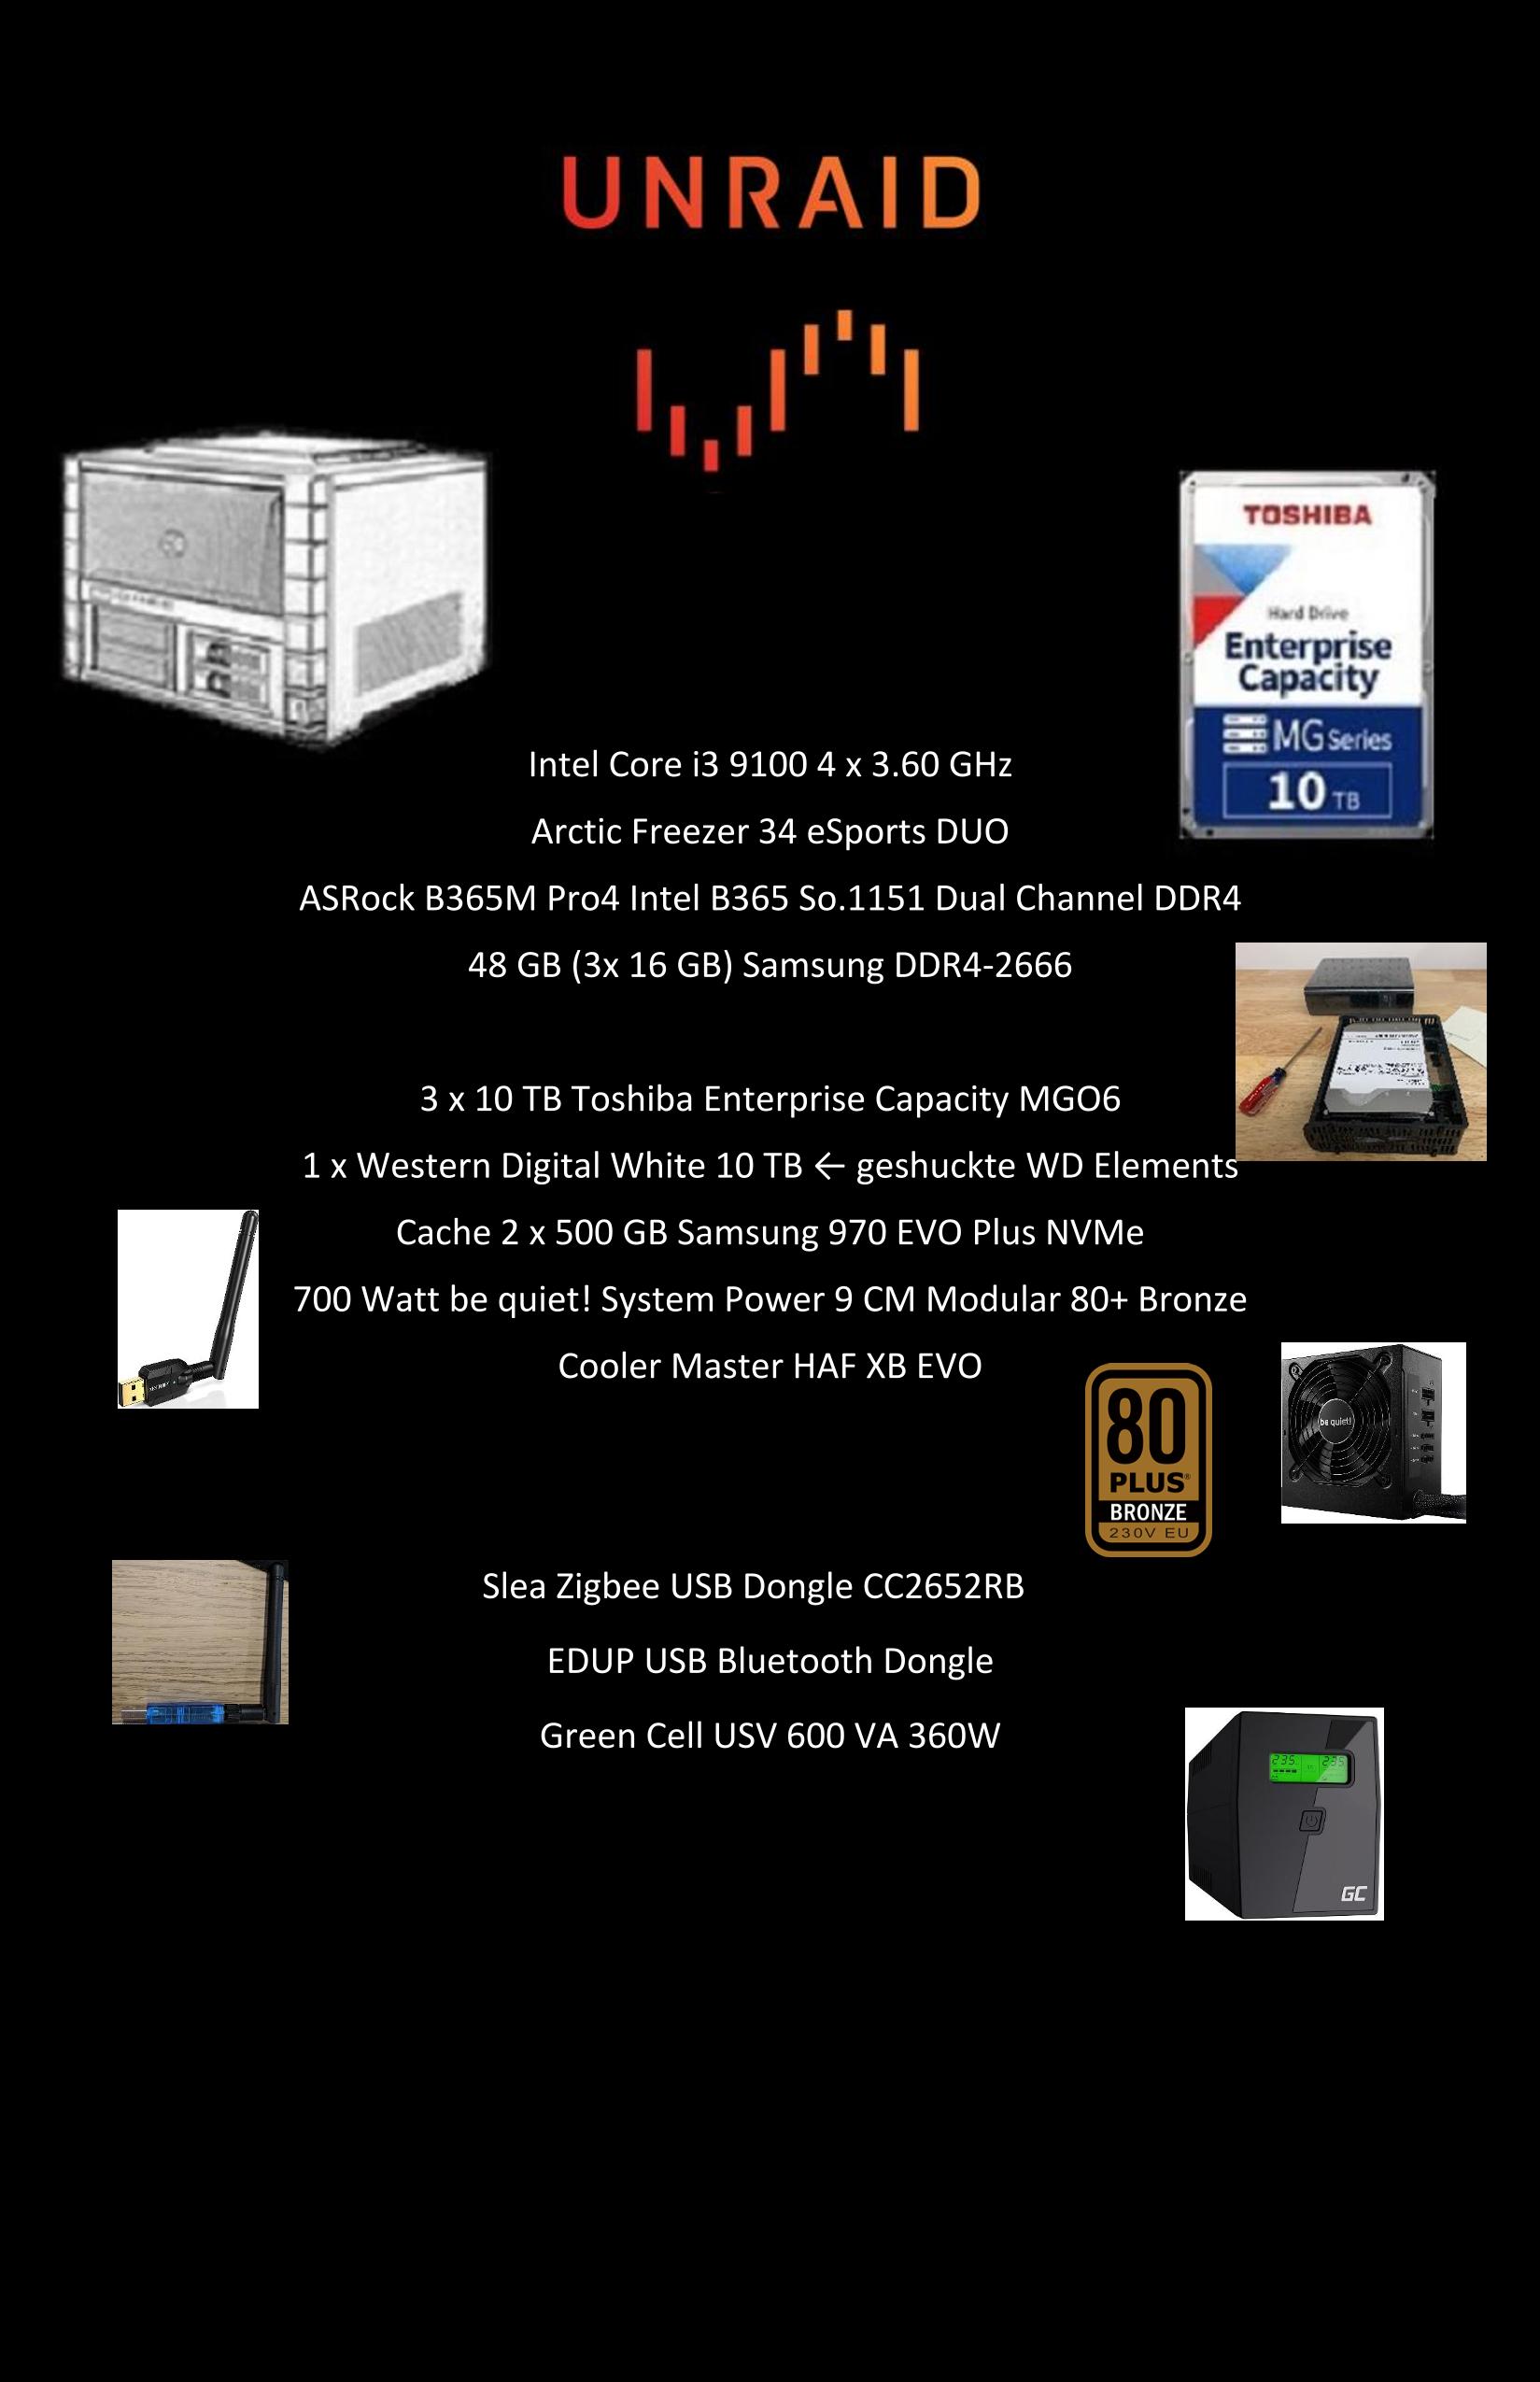 UNRAID
TOSHIBA
Hard Drive
Enterprise
Capacity
MG Series
10 TB
Intel Core i3 9100 4 x 3.60 GHz
Arctic Freezer 34 eSports DUO
ASRock B365M Pro4 Intel B365 So.1151 Dual Channel DDR4
48 GB (3x 16 GB) Samsung DDR4-2666
3 x 10 TB Toshiba Enterprise Capacity MGO6
1 x Western Digital White 10 TB ← geshuckte WD Elements
Cache 2 x 500 GB Samsung 970 EVO Plus NVMe
700 Watt be quiet! System Power 9 CM Modular 80+ Bronze
Cooler Master HAF XB EVO
80
PLUS®
BRONZE
230V EU
be quiet!
Slea Zigbee USB Dongle CC2652RB
EDUP USB Bluetooth Dongle
Green Cell USV 600 VA 360W
235 235
GC